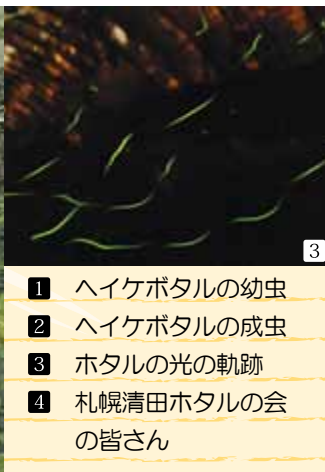 3
1 ヘイケボタルの幼虫
2 ヘイケボタルの成虫
3 ホタルの光の軌跡
4 札幌清田ホタルの会
の皆さん